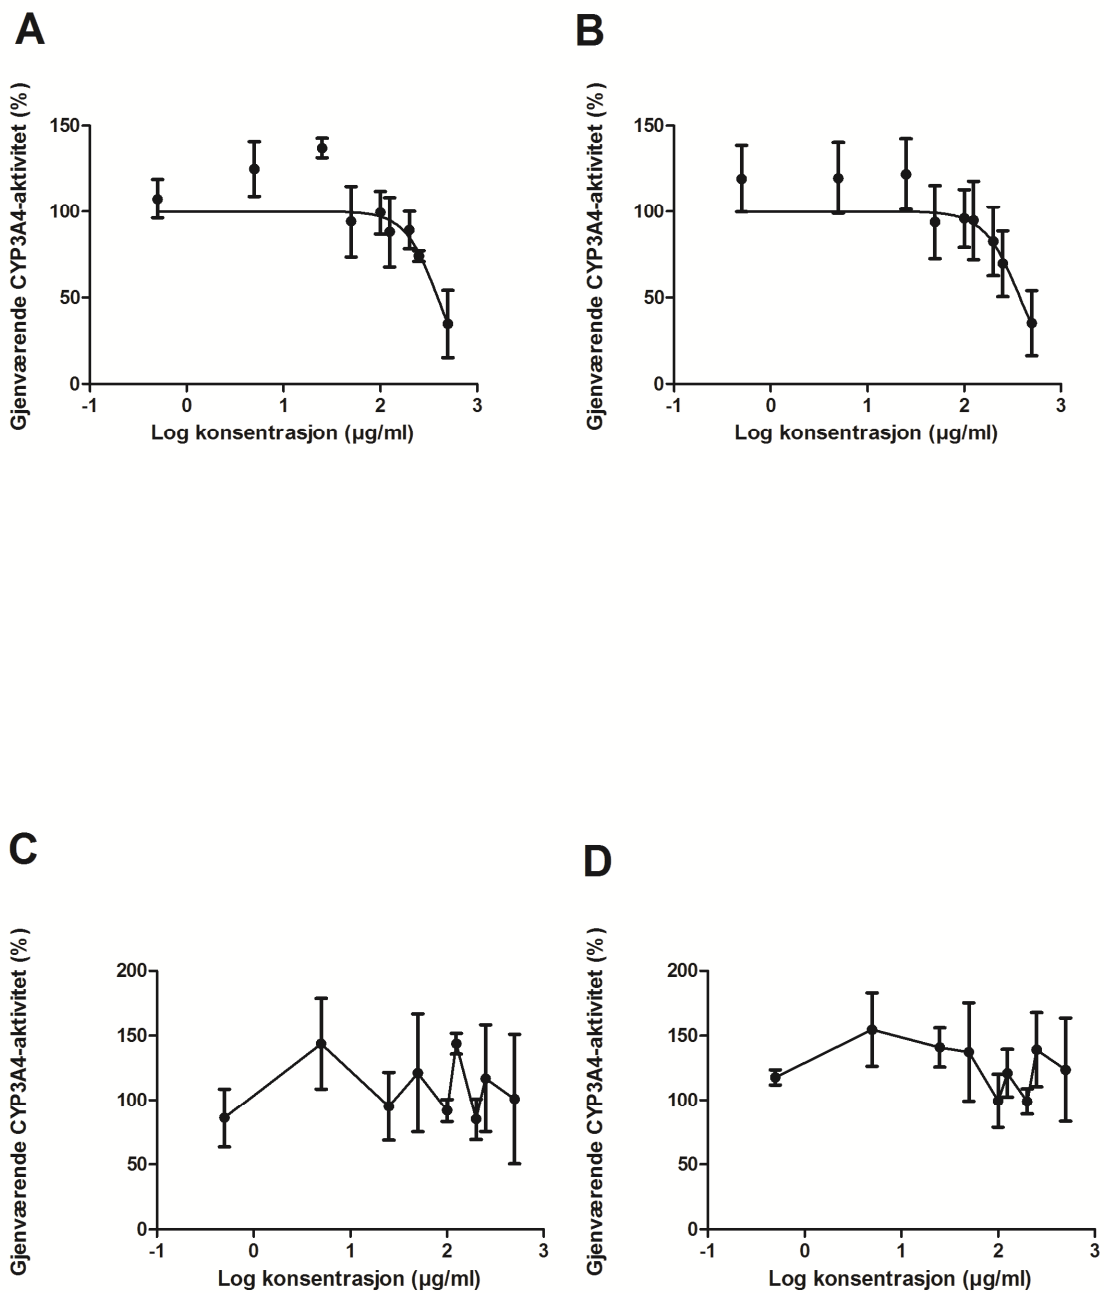 A
Gjenværende CYP3A4-aktivitet (%)
150
100
50
0
-1 0 1 2 3
Log konsentrasjon (µg/ml)
B
Gjenværende CYP3A4-aktivitet (%)
150
100
50
0
-1 0 1 2 3
Log konsentrasjon (µg/ml)
C
Gjenværende CYP3A4-aktivitet (%)
200
150
100
50
0
-1 0 1 2 3
Log konsentrasjon (µg/ml)
D
Gjenværende CYP3A4-aktivitet (%)
200
150
100
50
0
-1 0 1 2 3
Log konsentrasjon (µg/ml)